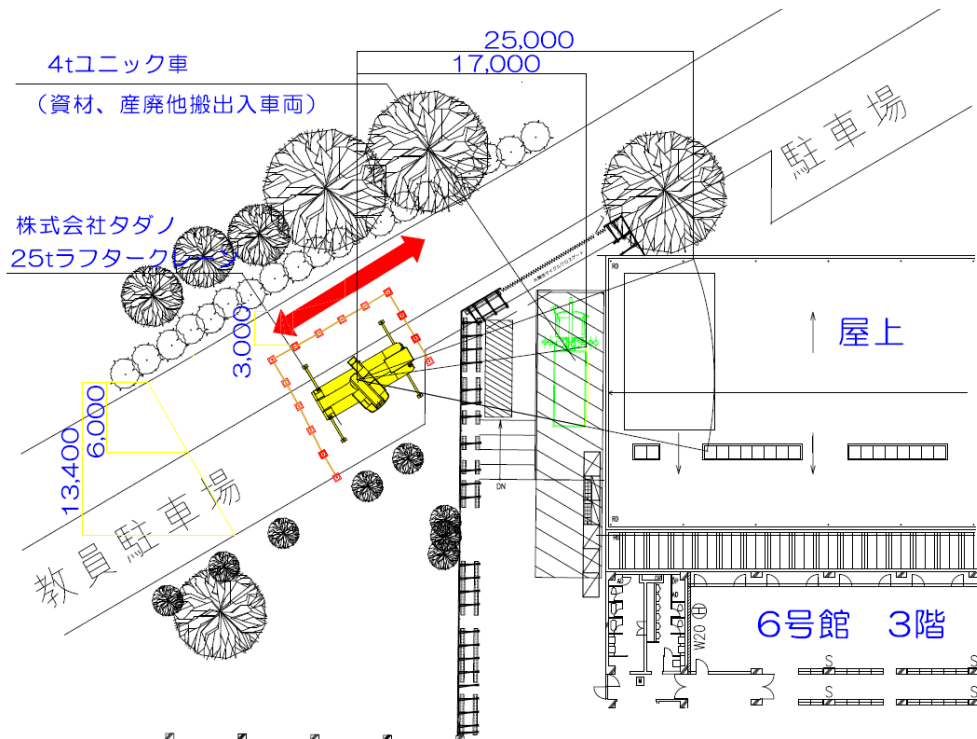 25,000
17,000
4tユニック車
（資材、産廃他搬出入車両）
駐車場
株式会社タダノ
25tラフタークレーン
3,000
屋上
6,000
13,400
教員駐車場
DN
RD
RD
RD
6号館 3階
W20
S
S
S
S